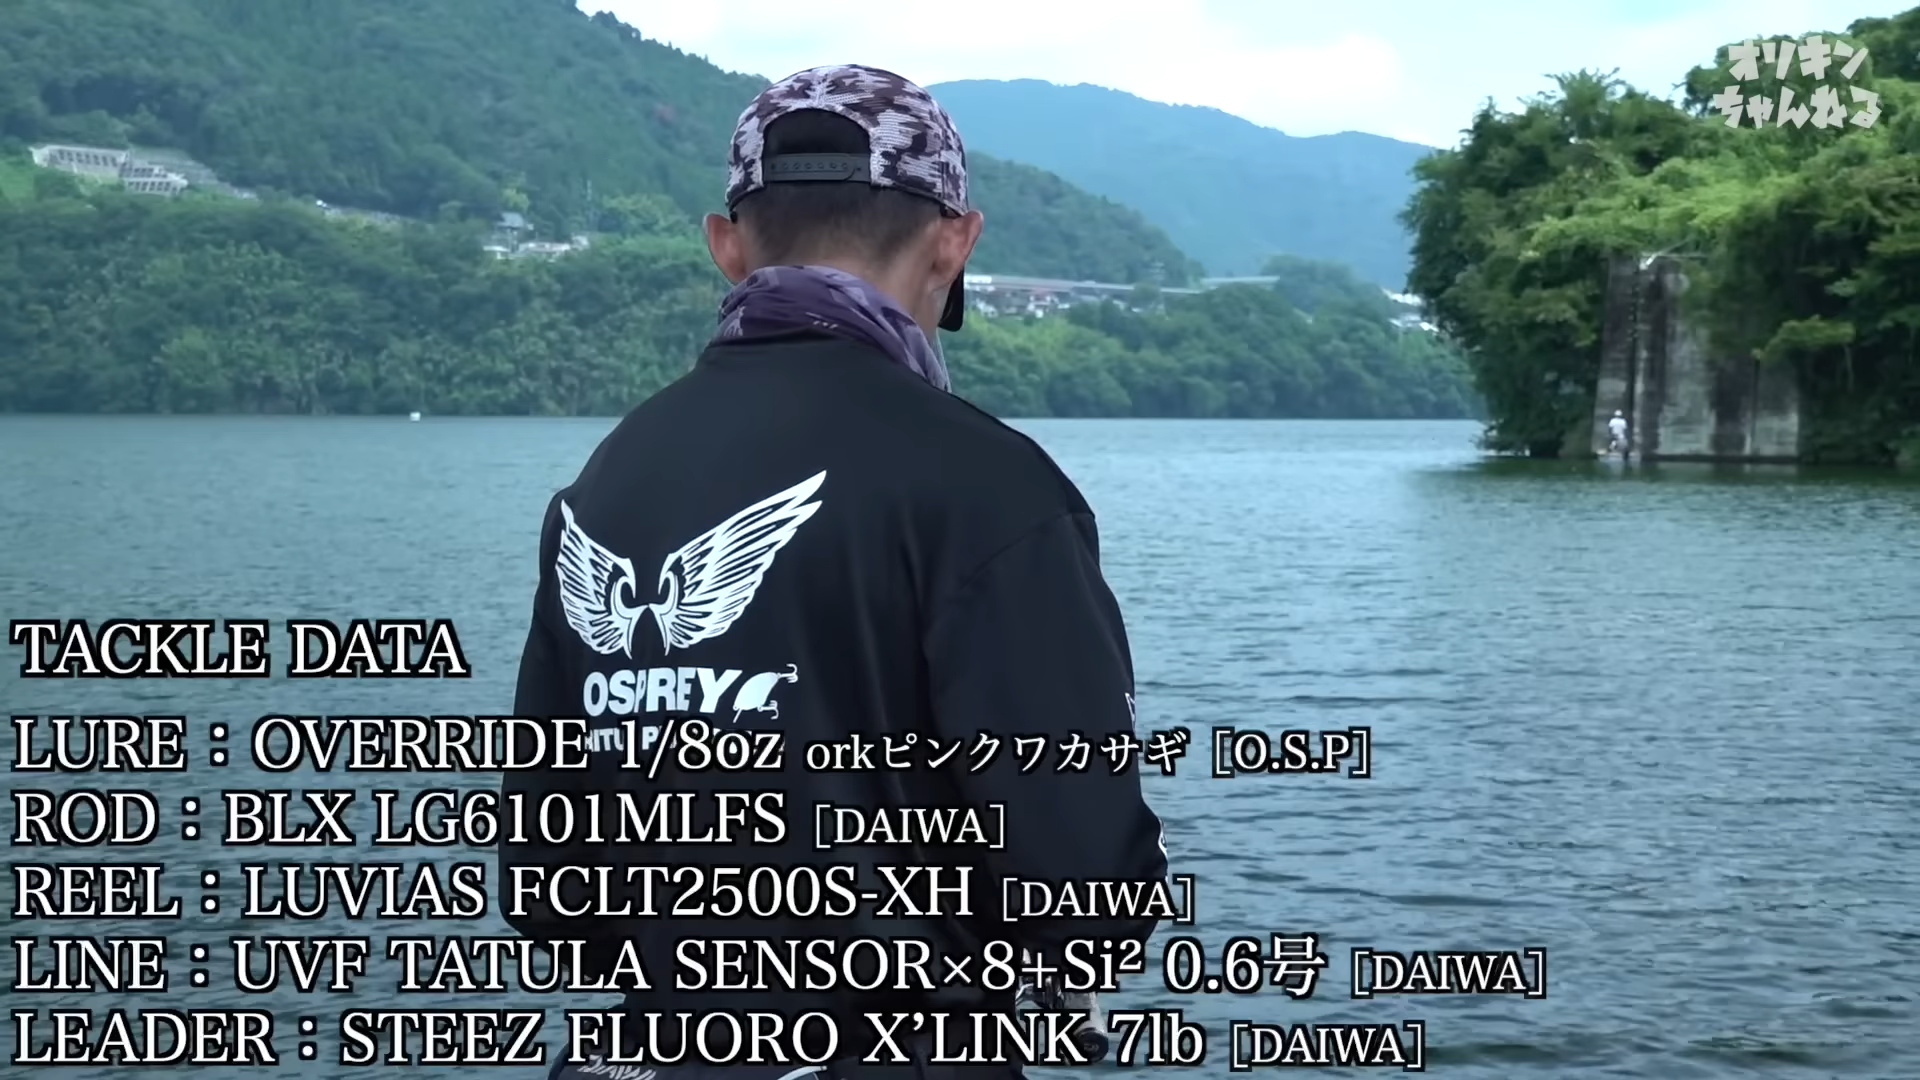 オリキン
ちゃんねる
OSPREY
TACKLE DATA
LURE：OVERRIDE 1/8oz orkピンクワカサギ［O.S.P］
ROD：BLX LG6101MLFS［DAIWA］
REEL：LUVIAS FCLT2500S-XH［DAIWA］
LINE：UVF TATULA SENSOR×8+Si² 0.6号［DAIWA］
LEADER：STEEZ FLUORO X’LINK 7lb［DAIWA］
DAIWA